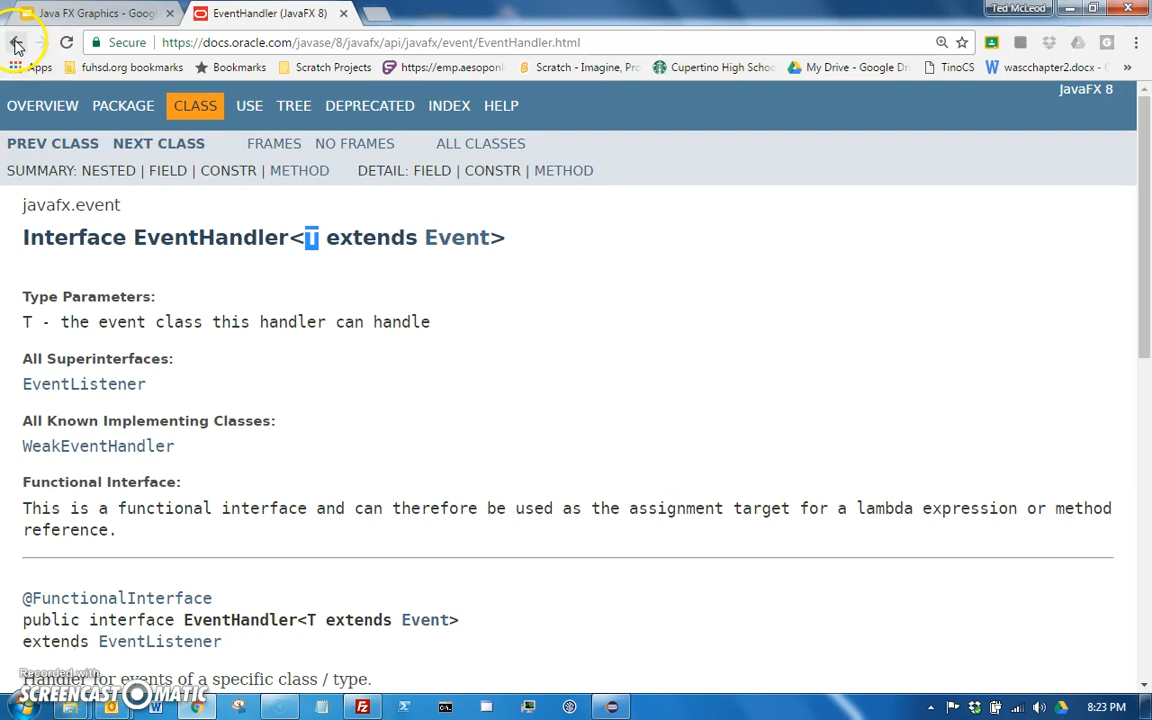 Java FX Graphics - Goog
EventHandler (JavaFX 8)
Ted McLeod
Secure
https://docs.oracle.com/javase/8/javafx/api/javafx/event/EventHandler.html
Apps
fuhsd.org bookmarks
Bookmarks
Scratch Projects
https://emp.aesopon
Scratch - Imagine, Pro
Cupertino High Scho
My Drive - Google D
TinoCS
wascchapter2.docx -
»
JavaFX 8
OVERVIEW PACKAGE CLASS USE TREE DEPRECATED INDEX HELP
PREV CLASS NEXT CLASS FRAMES NO FRAMES ALL CLASSES
SUMMARY: NESTED | FIELD | CONSTR | METHOD DETAIL: FIELD | CONSTR | METHOD
javafx.event
Interface EventHandler<T extends Event>
Type Parameters:
T - the event class this handler can handle
All Superinterfaces:
EventListener
All Known Implementing Classes:
WeakEventHandler
Functional Interface:
This is a functional interface and can therefore be used as the assignment target for a lambda expression or method
reference.
@FunctionalInterface
public interface EventHandler<T extends Event>
extends EventListener
Handler for events of a specific class / type.
Recorded with
SCREENCAST-O-MATIC
8:23 PM